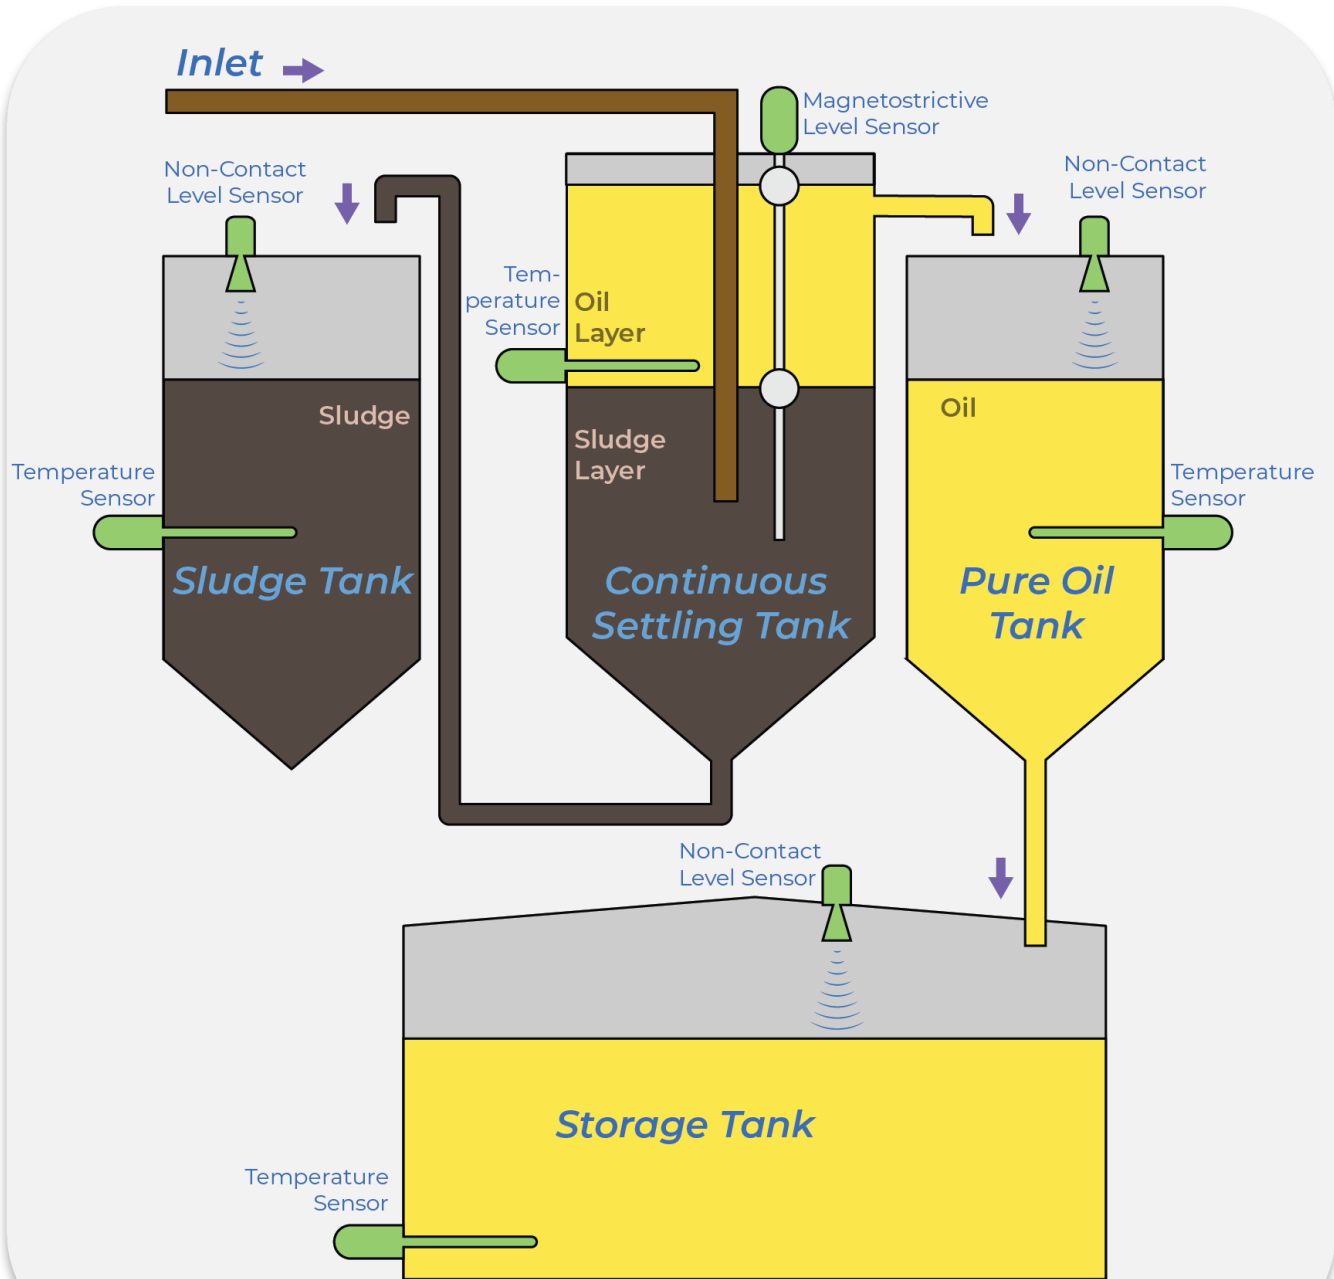 Inlet
Magnetostrictive
Level Sensor
Non-Contact
Level Sensor
Non-Contact
Level Sensor
Tem-
perature
Sensor
Oil
Layer
Sludge
Oil
Sludge
Layer
Temperature
Sensor
Temperature
Sensor
Sludge Tank
Continuous
Settling Tank
Pure Oil
Tank
Non-Contact
Level Sensor
Storage Tank
Temperature
Sensor